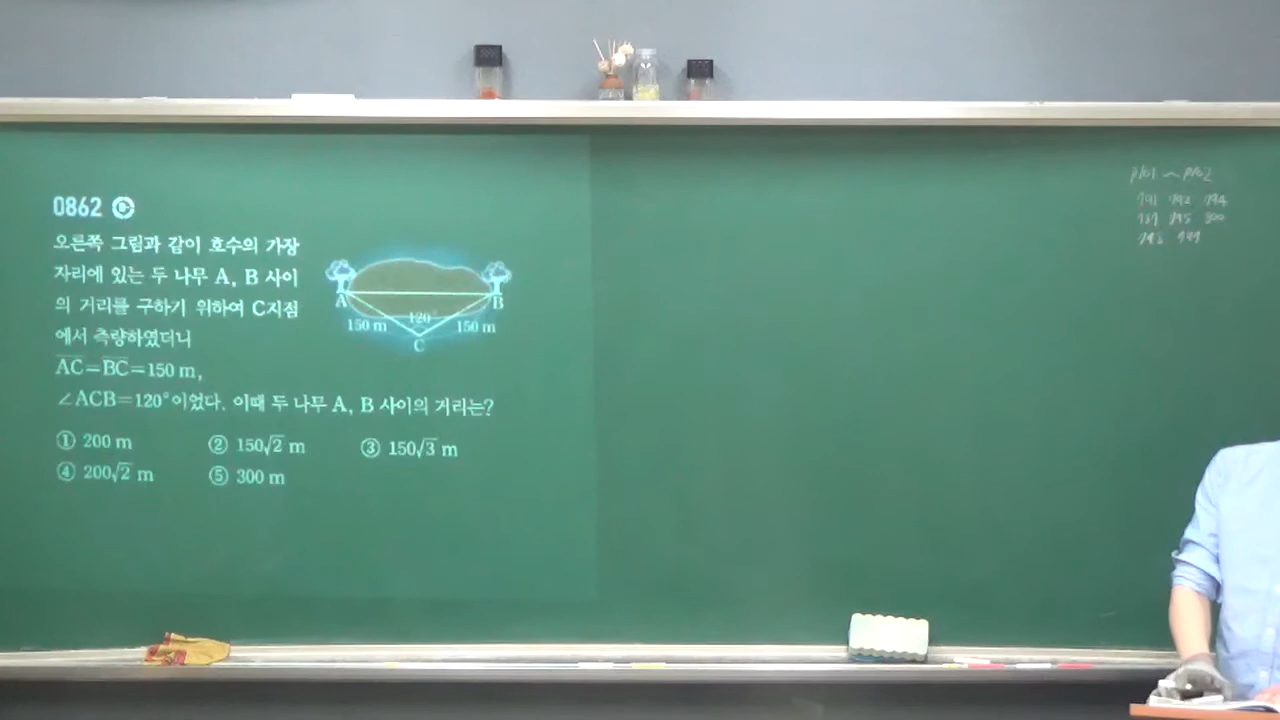 0862
오른쪽 그림과 같이 호수의 가장
자리에 있는 두 나무 A, B 사이
의 거리를 구하기 위하여 C지점
에서 측량하였더니
AC=BC=150 m,
∠ACB=120°이었다. 이때 두 나무 A, B 사이의 거리는?
① 200 m ② 150√2 m ③ 150√3 m
④ 200√2 m ⑤ 300 m
A B
120°
150 m 150 m
C